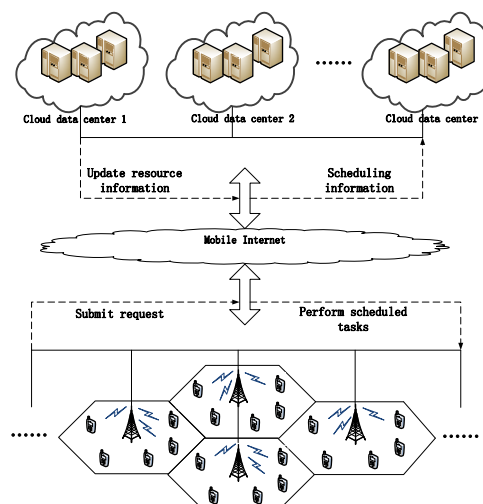 Cloud data center 1
Cloud data center 2
Cloud data center
Update resource
information
Scheduling
information
Mobile Internet
Submit request
Perform scheduled
tasks